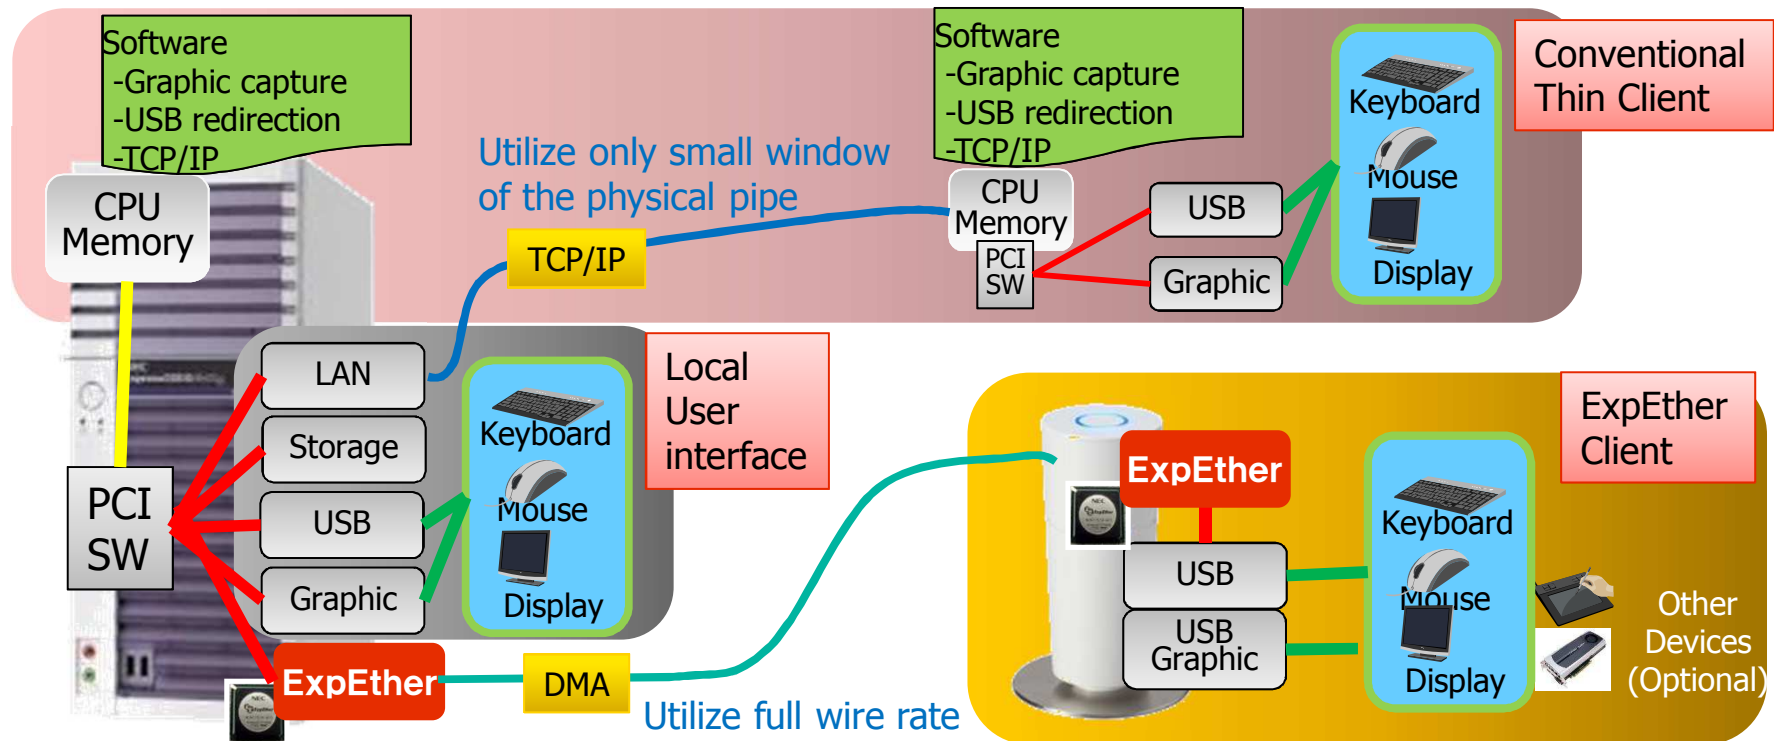 Software
-Graphic capture
-USB redirection
-TCP/IP
CPU
Memory
Utilize only small window
of the physical pipe
TCP/IP
Software
-Graphic capture
-USB redirection
-TCP/IP
CPU
Memory
PCI
SW
USB
Graphic
Keyboard
Mouse
Display
Conventional
Thin Client
PCI
SW
LAN
Storage
USB
Graphic
Keyboard
Mouse
Display
Local
User
interface
ExpEther
DMA
Utilize full wire rate
ExpEther
USB
USB
Graphic
Keyboard
Mouse
Display
ExpEther
Client
Other
Devices
(Optional)